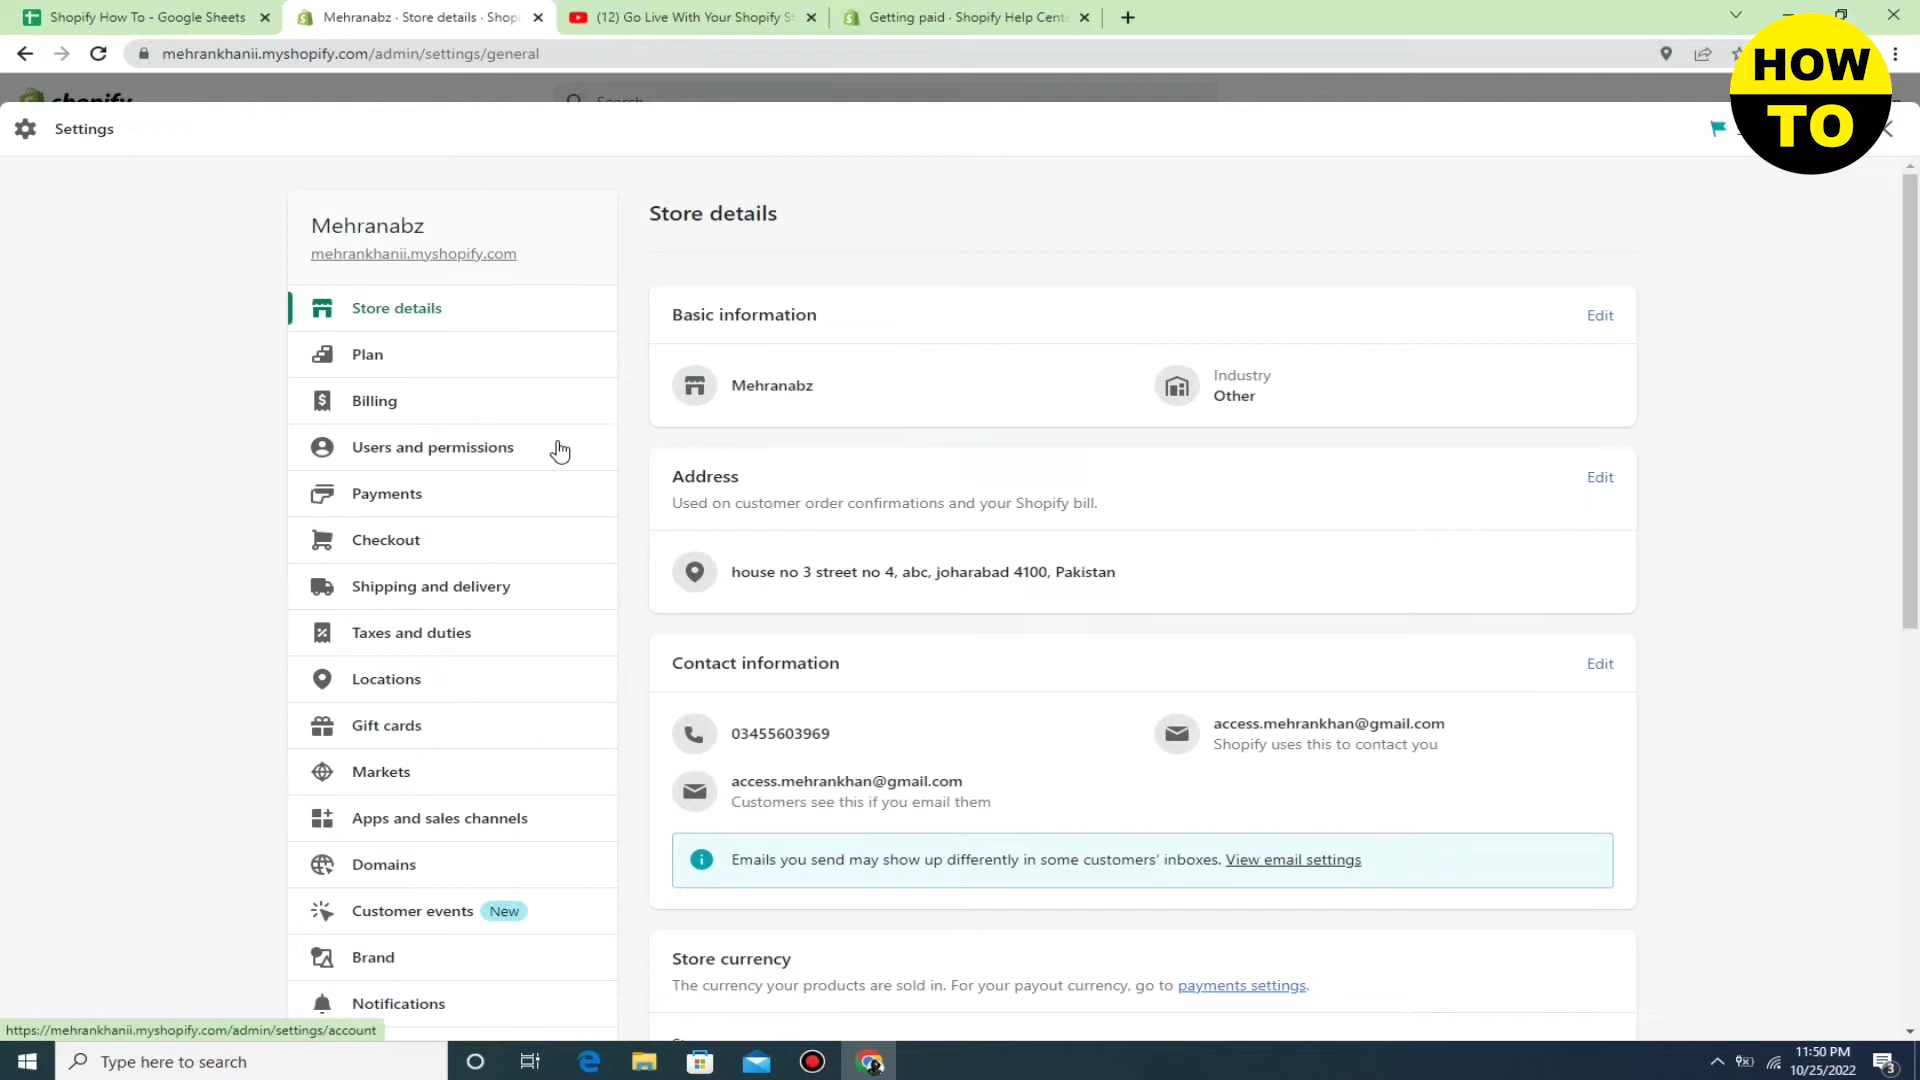 Shopify How To - Google Sheets
Mehranabz · Store details · Shop
(12) Go Live With Your Shopify S
Getting paid · Shopify Help Cent
mehrankhanii.myshopify.com/admin/settings/general
HOW
TO
shopify
Search
Settings
Mehranabz
mehrankhanii.myshopify.com
Store details
Plan
$
Billing
Users and permissions
Payments
Checkout
Shipping and delivery
Taxes and duties
Locations
Gift cards
Markets
Apps and sales channels
Domains
Customer events New
Brand
Notifications
Store details
Basic information
Edit
Mehranabz
Industry
Other
Address
Edit
Used on customer order confirmations and your Shopify bill.
house no 3 street no 4, abc, joharabad 4100, Pakistan
Contact information
Edit
03455603969
access.mehrankhan@gmail.com
Shopify uses this to contact you
access.mehrankhan@gmail.com
Customers see this if you email them
Emails you send may show up differently in some customers' inboxes. View email settings
Store currency
The currency your products are sold in. For your payout currency, go to payments settings.
https://mehrankhanii.myshopify.com/admin/settings/account
Type here to search
11:50 PM
10/25/2022
3